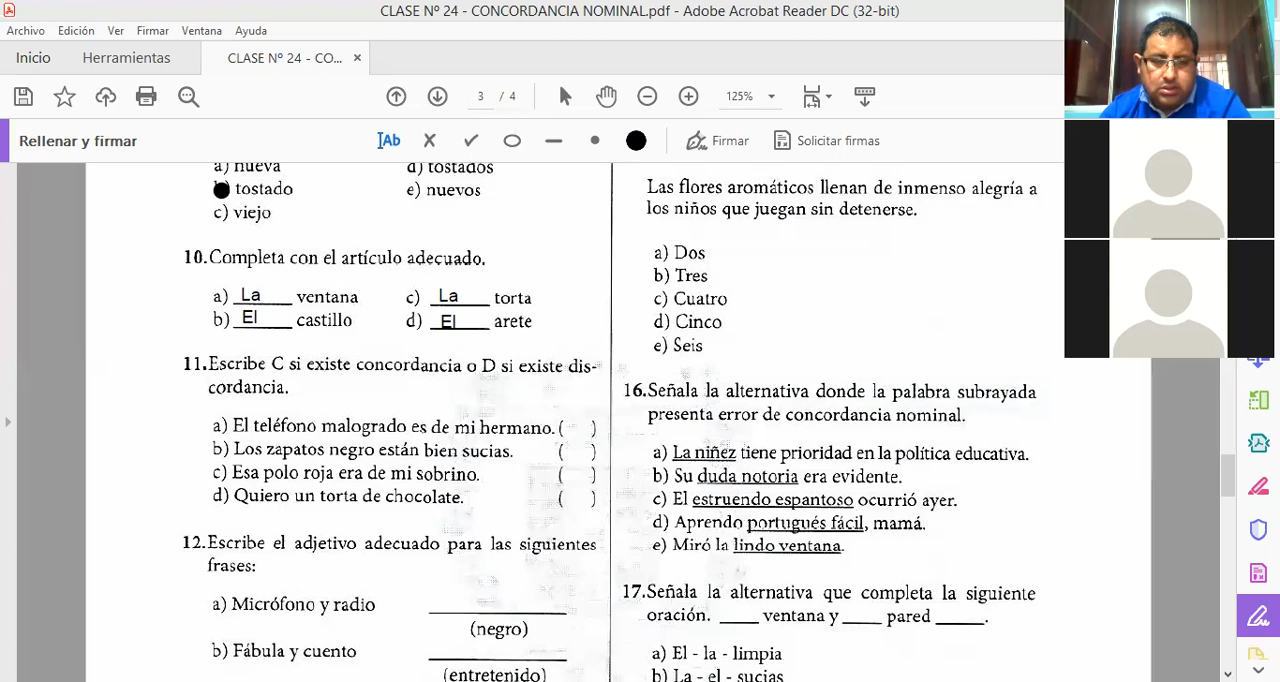 CLASE Nº 24 - CONCORDANCIA NOMINAL.pdf - Adobe Acrobat Reader DC (32-bit)
Archivo Edición Ver Firmar Ventana Ayuda
Inicio Herramientas CLASE Nº 24 - CO... ×
3 / 4 125%
Rellenar y firmar Ab Firmar Solicitar firmas
a) nueva d) tostados
tostado e) nuevos
c) viejo
10. Completa con el artículo adecuado.
a) La ventana c) La torta
b) El castillo d) El arete
11. Escribe C si existe concordancia o D si existe dis-
cordancia.
a) El teléfono malogrado es de mi hermano. ( )
b) Los zapatos negro están bien sucias. ( )
c) Esa polo roja era de mi sobrino. ( )
d) Quiero un torta de chocolate. ( )
12. Escribe el adjetivo adecuado para las siguientes
frases:
a) Micrófono y radio ______
(negro)
b) Fábula y cuento ______
(entretenido)
Las flores aromáticos llenan de inmenso alegría a
los niños que juegan sin detenerse.
a) Dos
b) Tres
c) Cuatro
d) Cinco
e) Seis
16. Señala la alternativa donde la palabra subrayada
presenta error de concordancia nominal.
a) La niñez tiene prioridad en la política educativa.
b) Su duda notoria era evidente.
c) El estruendo espantoso ocurrió ayer.
d) Aprendo portugués fácil, mamá.
e) Miró la lindo ventana.
17. Señala la alternativa que completa la siguiente
oración. ____ ventana y ____ pared _____.
a) El - la - limpia
b) La - el - sucias